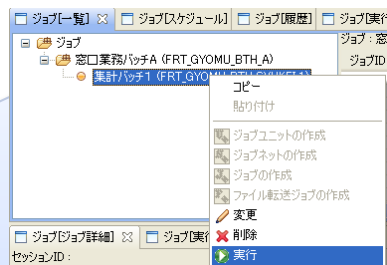 ジョブ[一覧] ジョブ[スケジュール] ジョブ[履歴] ジョブ[実行
ジョブ
ジョブ : 窓
窓口業務バッチA (FRT_GYOMU_BTH_A)
ジョブID
集計バッチ1 (FRT_GYOMU_BTH_SYUKEI_1)
コピー
貼り付け
ジョブユニットの作成
ジョブネットの作成
ジョブの作成
ファイル転送ジョブの作成
変更
削除
実行
ジョブ[ジョブ詳細] ジョブ[実行
セッションID :